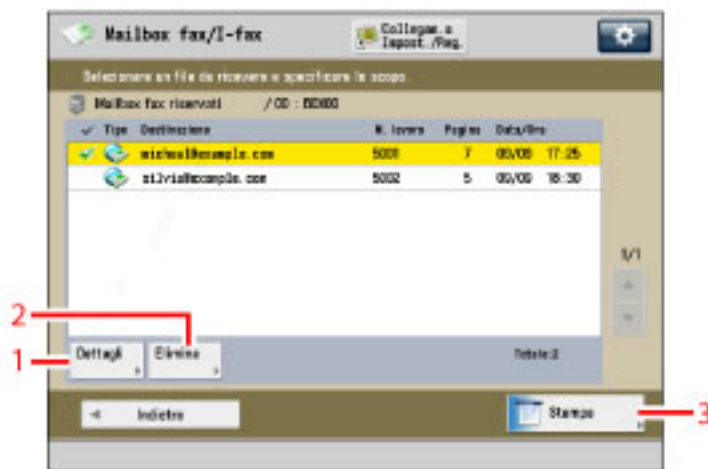 Mailbox fax/I-fax
Collegam. a
Impost./Reg.
Selezionare un file da ricevere e specificare lo scopo.
Mailbox fax riservati / 00 :
Tipo Destinazione N. lavoro Pagine Data/Ora
michael@example.com 5001 7 09/09 17:25
silvia@example.com 5002 5 09/09 18:30
1/1
2
1 Dettagli Elimina Totale:2
Indietro Stampa 3